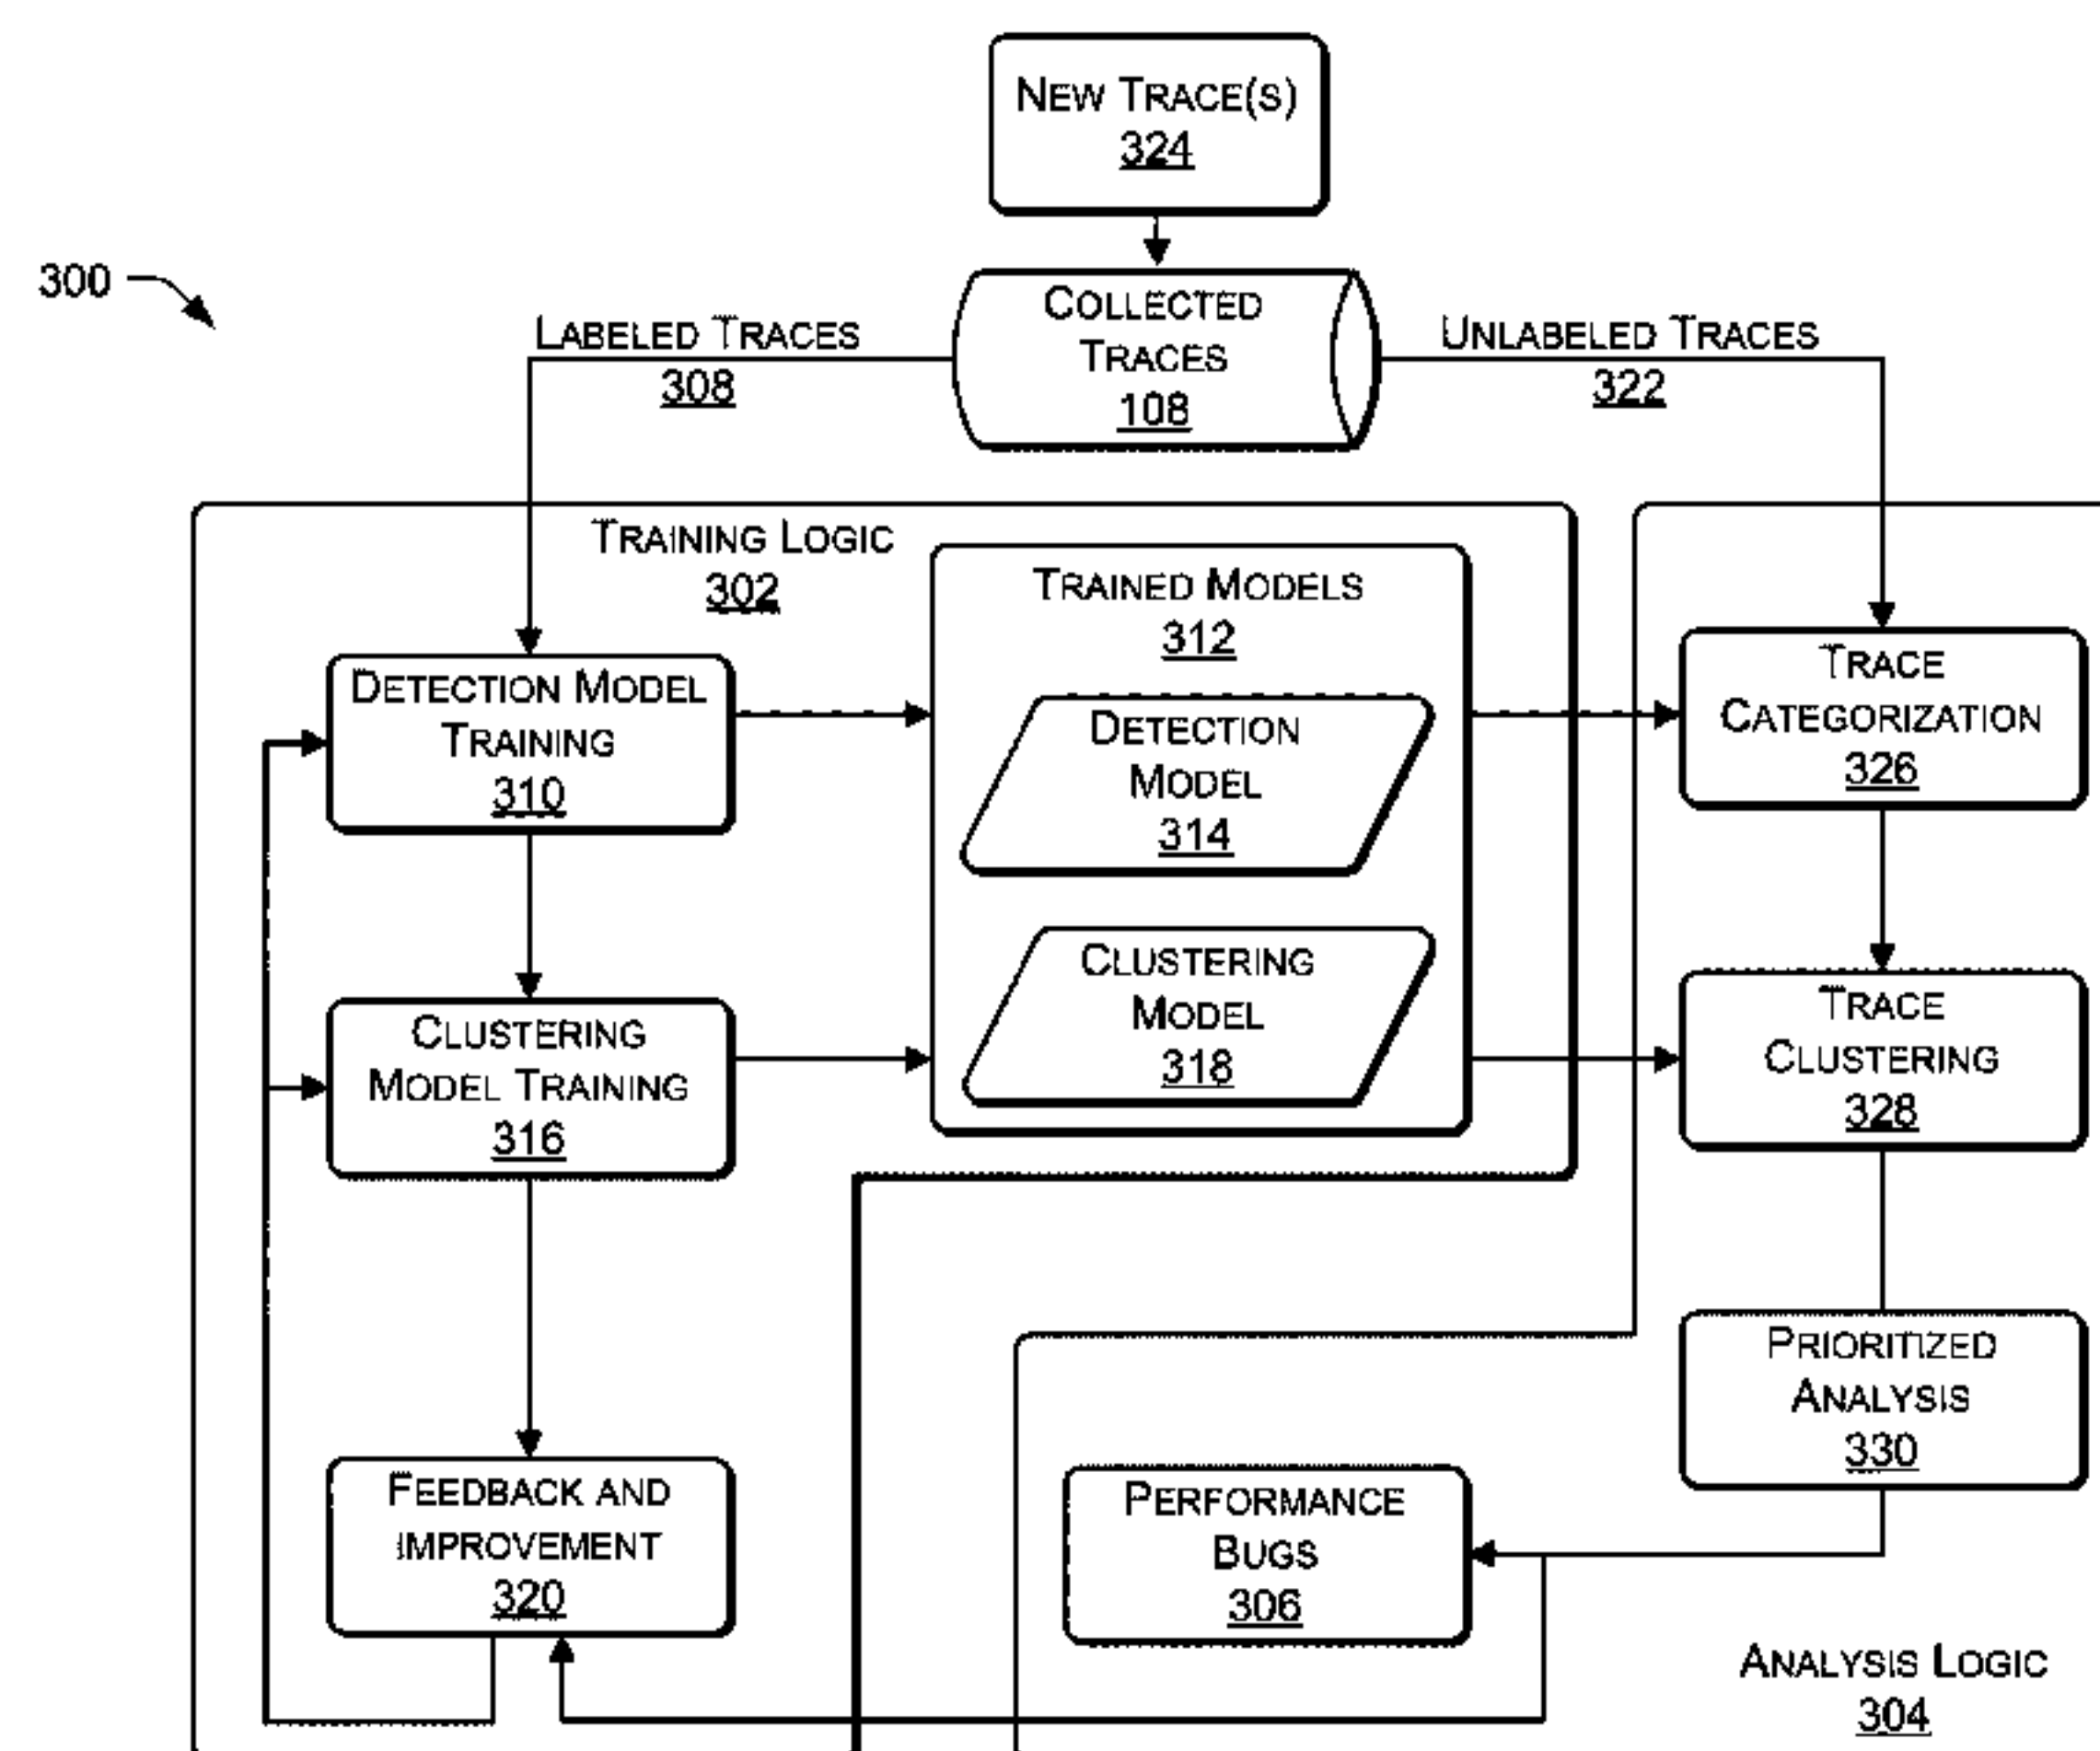 NEW TRACE(S)
324
300
COLLECTED
TRACES
108
LABELED TRACES
308
UNLABELED TRACES
322
TRAINING LOGIC
302
TRAINED MODELS
312
DETECTION MODEL
TRAINING
310
DETECTION
MODEL
314
TRACE
CATEGORIZATION
326
CLUSTERING
MODEL TRAINING
316
CLUSTERING
MODEL
318
TRACE
CLUSTERING
328
PRIORITIZED
ANALYSIS
330
FEEDBACK AND
IMPROVEMENT
320
PERFORMANCE
BUGS
306
ANALYSIS LOGIC
304